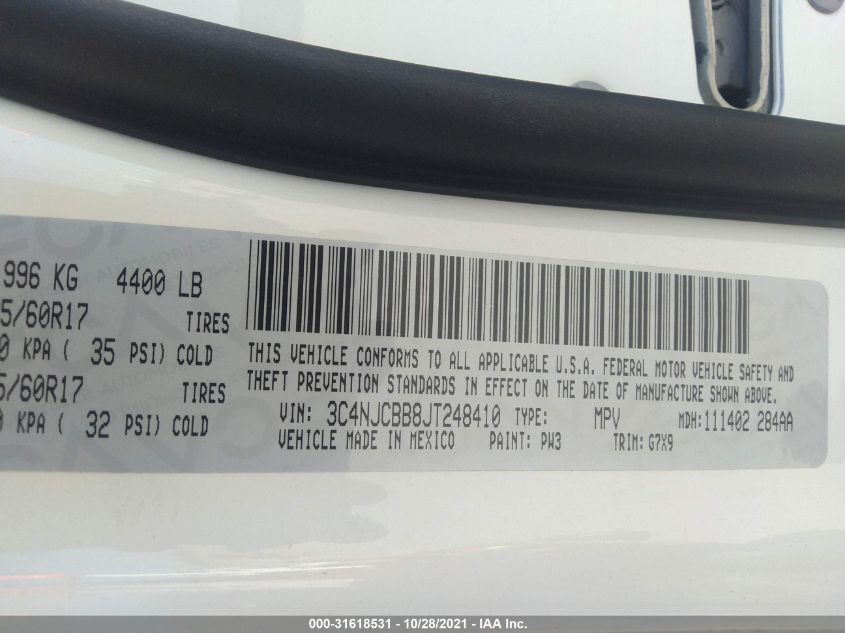 996 KG 4400 LB
5/60R17 TIRES
0 KPA ( 35 PSI) COLD
5/60R17 TIRES
0 KPA ( 32 PSI) COLD
THIS VEHICLE CONFORMS TO ALL APPLICABLE U.S.A. FEDERAL MOTOR VEHICLE SAFETY AND
THEFT PREVENTION STANDARDS IN EFFECT ON THE DATE OF MANUFACTURE SHOWN ABOVE.
VIN: 3C4NJCBB8JT248410 TYPE: MPV MDH:111402 284AA
VEHICLE MADE IN MEXICO PAINT: PW3 TRIM: G7X9
000-31618531 - 10/28/2021 - IAA Inc.